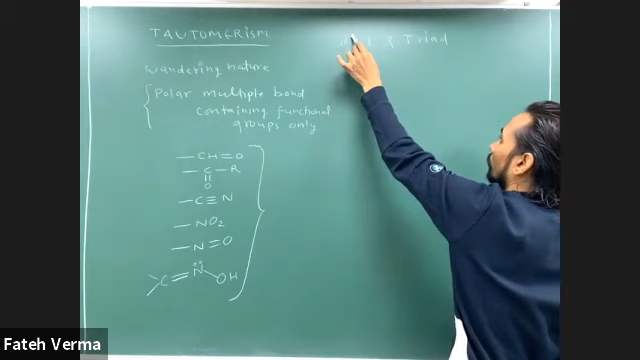 TAUTOMERISM
wandering nature
Polar multiple bond
containing functional
groups only
—CH=O
—C—R
||
O
—C≡N
—NO2
—N=O
>C=N̈
OH
& Triad
Fateh Verma